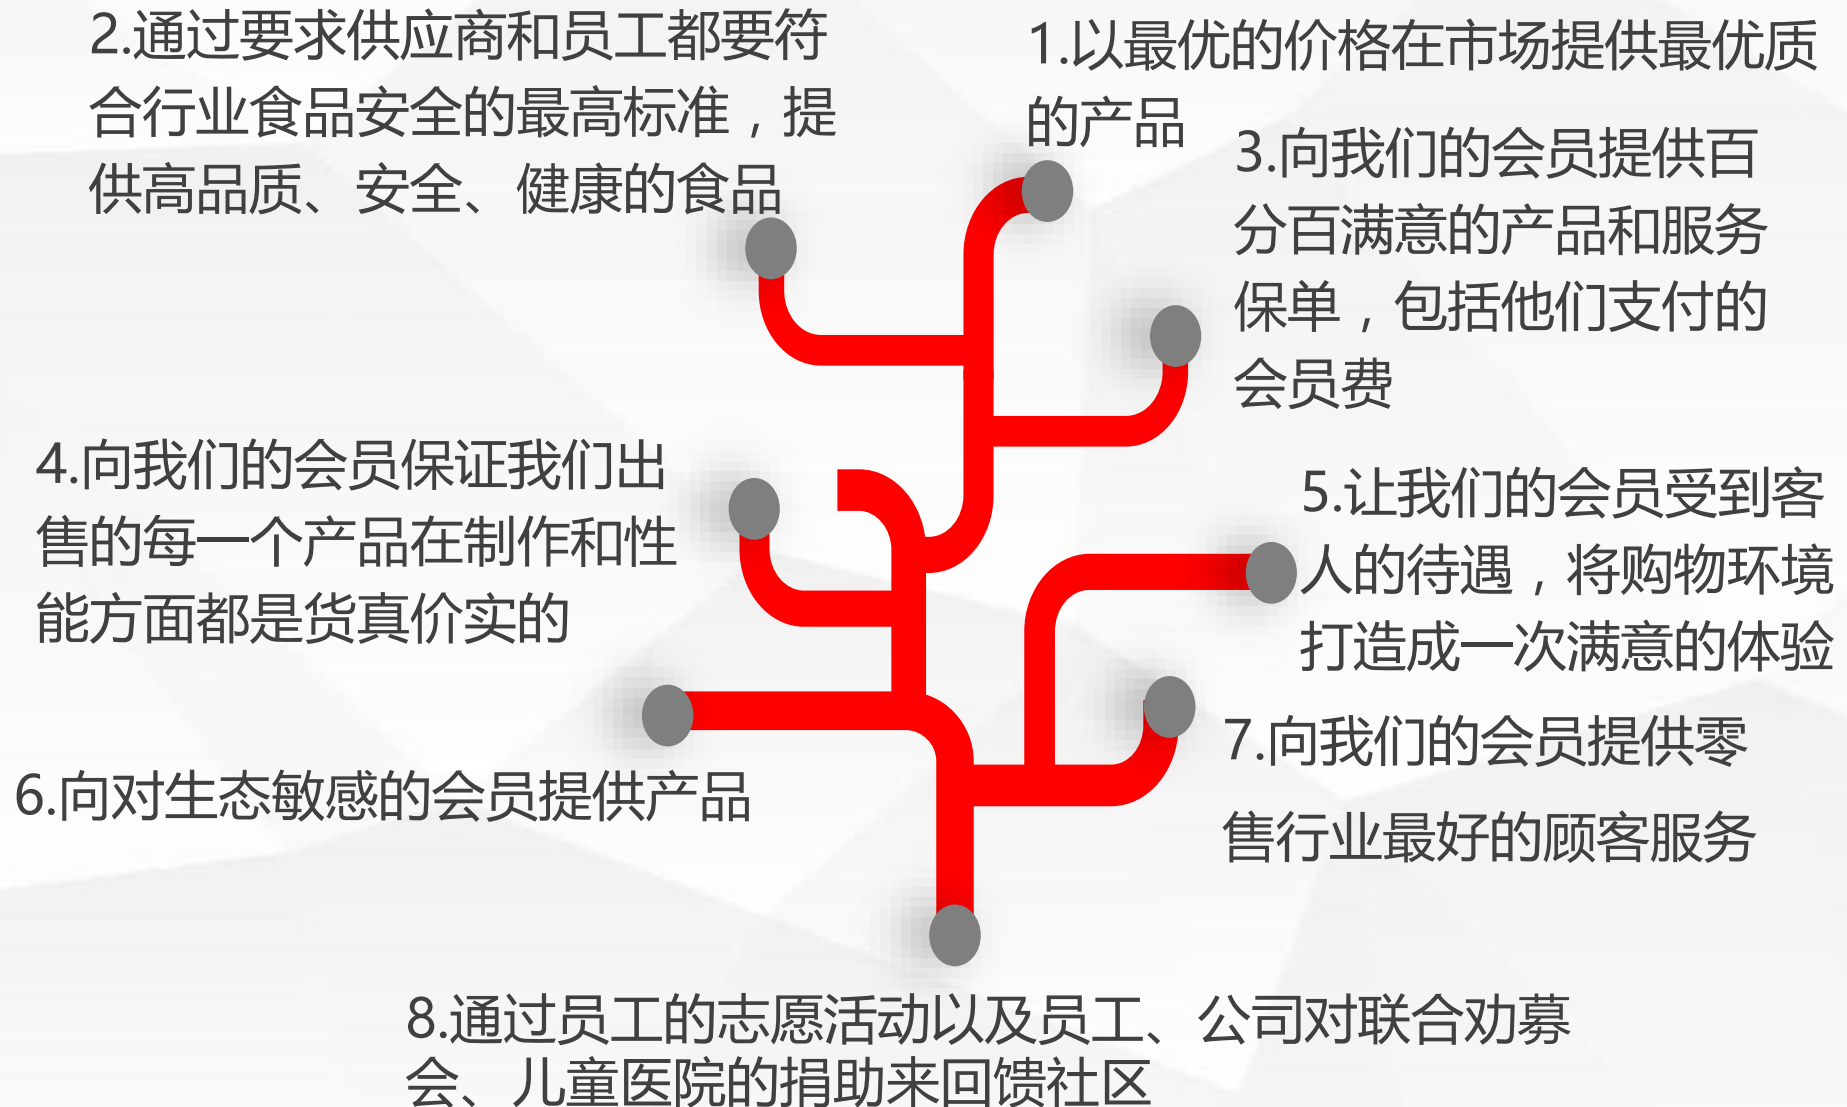 1.以最优的价格在市场提供最优质
的产品
2.通过要求供应商和员工都要符
合行业食品安全的最高标准，提
供高品质、安全、健康的食品
3.向我们的会员提供百
分百满意的产品和服务
保单，包括他们支付的
会员费
4.向我们的会员保证我们出
售的每一个产品在制作和性
能方面都是货真价实的
5.让我们的会员受到客
人的待遇，将购物环境
打造成一次满意的体验
6.向对生态敏感的会员提供产品
7.向我们的会员提供零
售行业最好的顾客服务
8.通过员工的志愿活动以及员工、公司对联合劝募
会、儿童医院的捐助来回馈社区